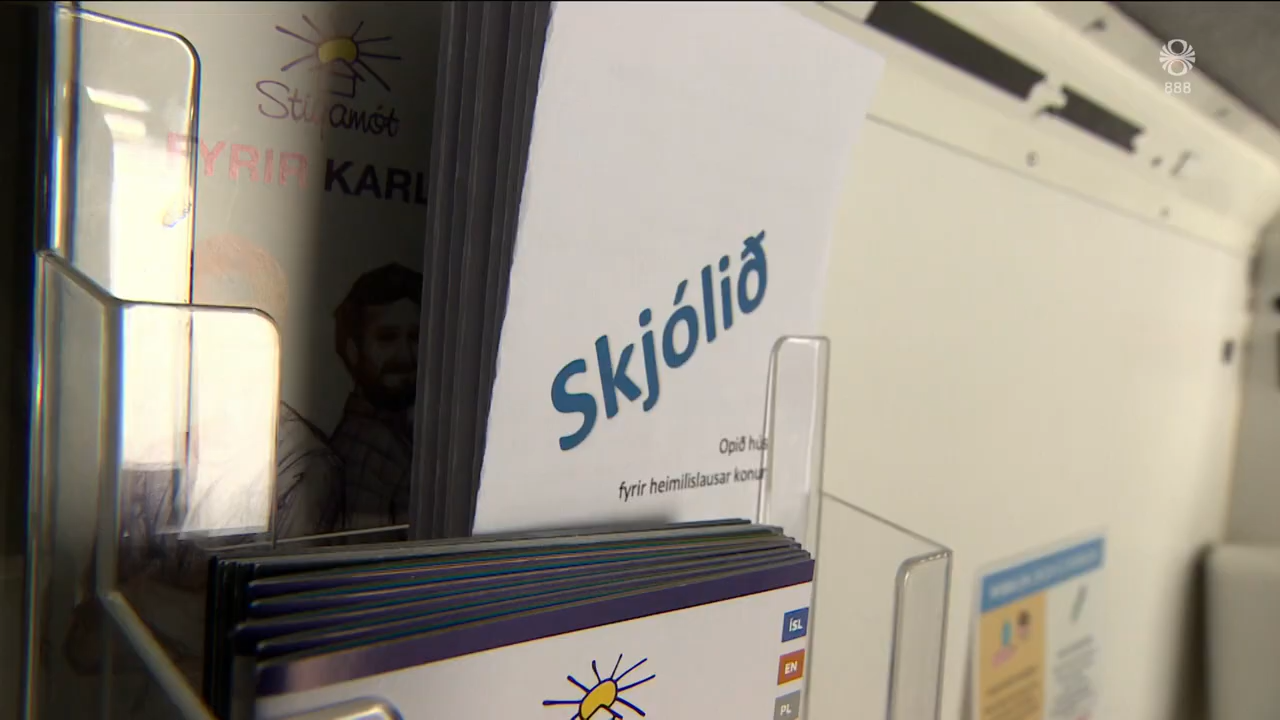 888
Stígamót
FYRIR KARL
Skjólið
Opið hús
fyrir heimilislausar konur
ÍSL
EN
PL